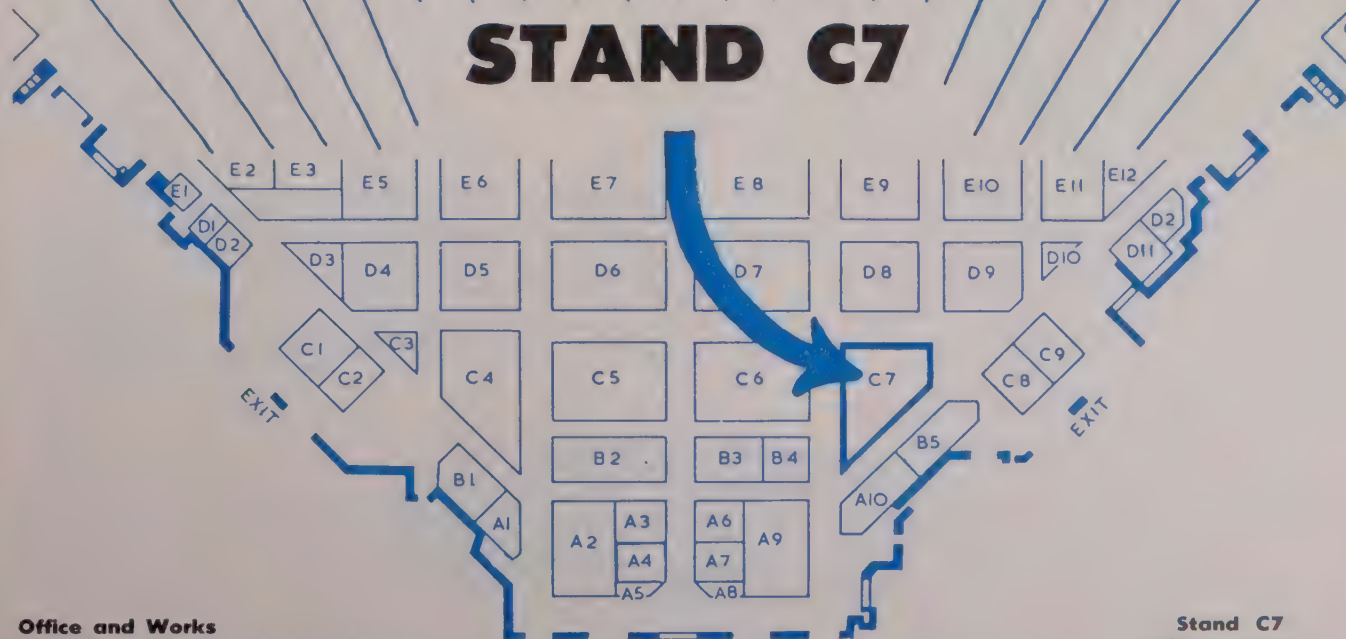 STAND C7
E2 E3 E5 E6 E7 E8 E9 E10 E11 E12
E1
D1 D2
D2
D11
D3 D4 D5 D6 D7 D8 D9 D10
C1 C2 C3 C4 C5 C6 C7 C8 C9
EXIT
EXIT
B1 B2 B3 B4 B5
A1 A2 A3 A6 A9 A10
A4 A7
A5 A8
Office and Works
Stand C7